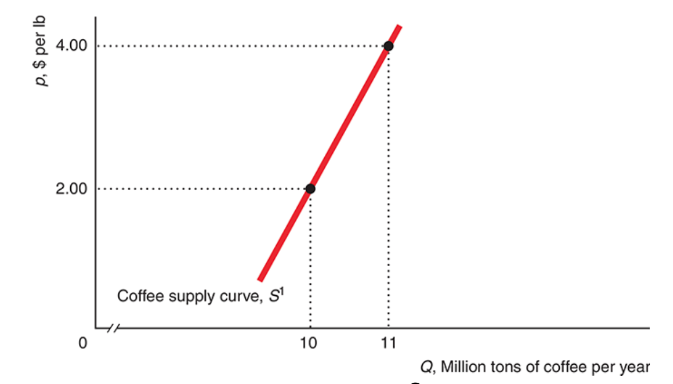 p, $ per lb
4.00
2.00
Coffee supply curve, S¹
0
10
11
Q, Million tons of coffee per year